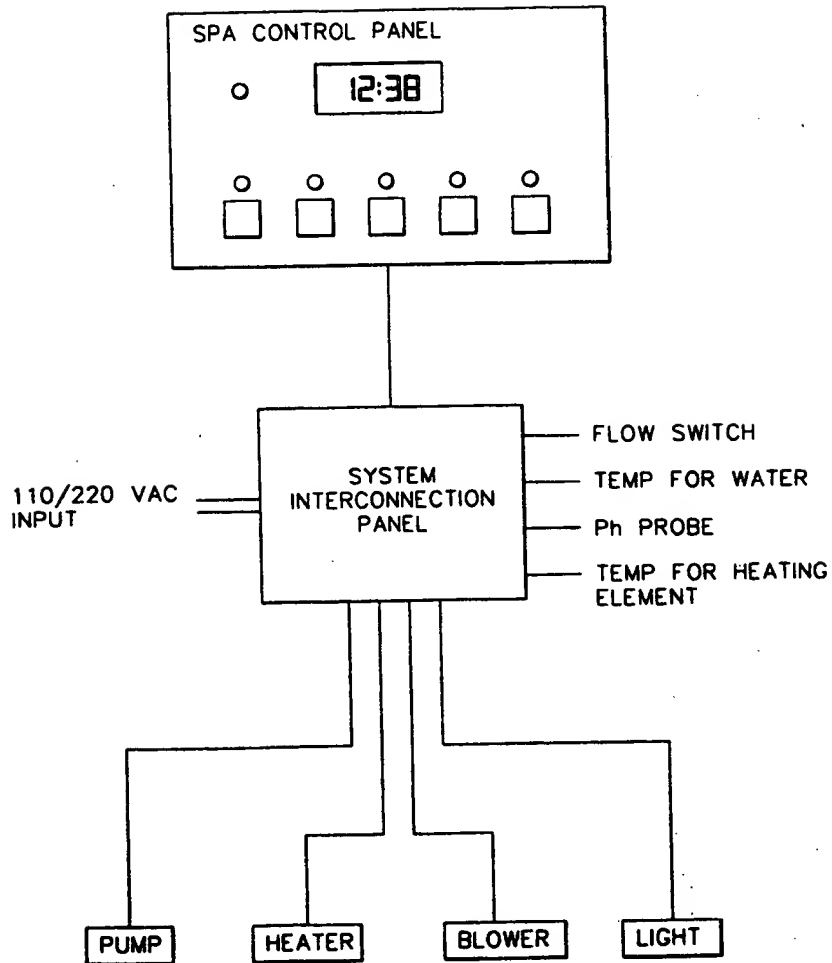 SPA CONTROL PANEL
12:38
SYSTEM
INTERCONNECTION
PANEL
110/220 VAC
INPUT
FLOW SWITCH
TEMP FOR WATER
Ph PROBE
TEMP FOR HEATING
ELEMENT
PUMP
HEATER
BLOWER
LIGHT